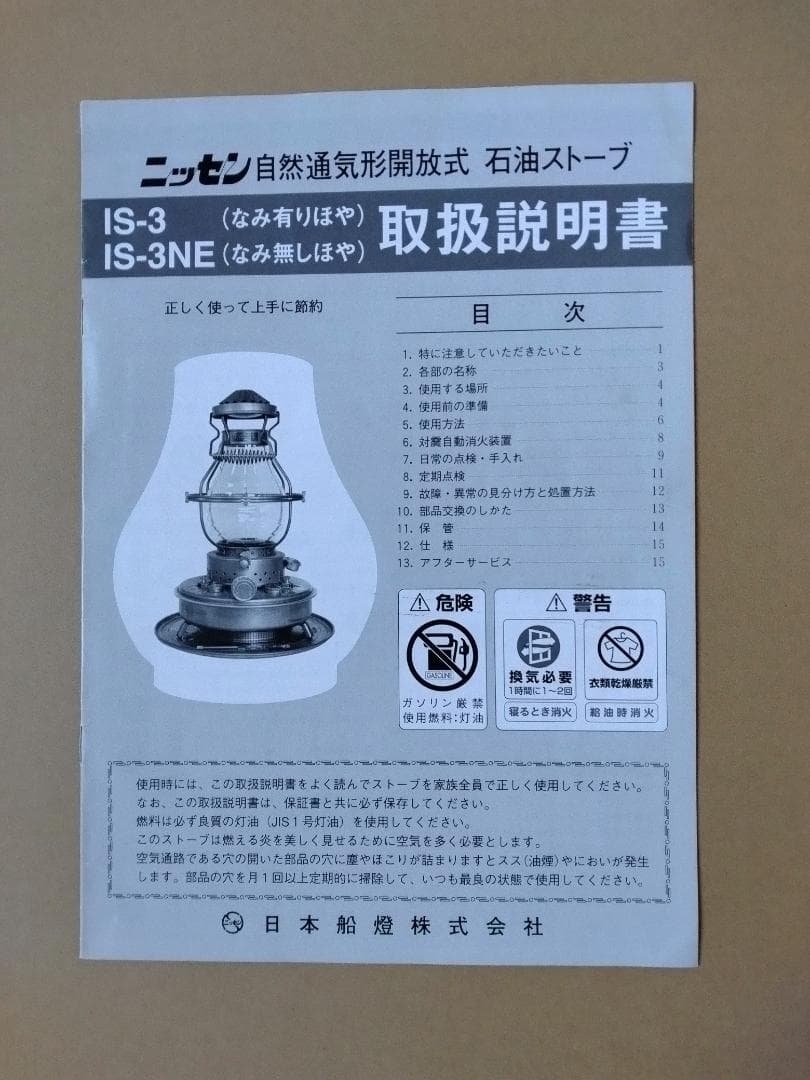 ニッセン 自然通気形開放式 石油ストーブ
IS-3 (なみ有りほや)
IS-3NE (なみ無しほや)
取扱説明書
正しく使って上手に節約
目 次
1. 特に注意していただきたいこと 1
2. 各部の名称 3
3. 使用する場所 4
4. 使用前の準備 4
5. 使用方法 6
6. 対震自動消火装置 8
7. 日常の点検・手入れ 9
8. 定期点検 11
9. 故障・異常の見分け方と処置方法 12
10. 部品交換のしかた 13
11. 保 管 14
12. 仕 様 15
13. アフターサービス 15
危険
GASOLINE
ガソリン厳禁
使用燃料:灯油
警告
換気必要
1時間に1~2回
衣類乾燥厳禁
寝るとき消火
給油時消火
使用時には、この取扱説明書をよく読んでストーブを家族全員で正しく使用してください。
なお、この取扱説明書は、保証書と共に必ず保存してください。
燃料は必ず良質の灯油(JIS1号灯油)を使用してください。
このストーブは燃える炎を美しく見せるために空気を多く必要とします。
空気通路である穴の開いた部品の穴に塵やほこりが詰まりますとスス(油煙)やにおいが発生
します。部品の穴を月1回以上定期的に掃除して、いつも最良の状態で使用してください。
日本船燈株式会社